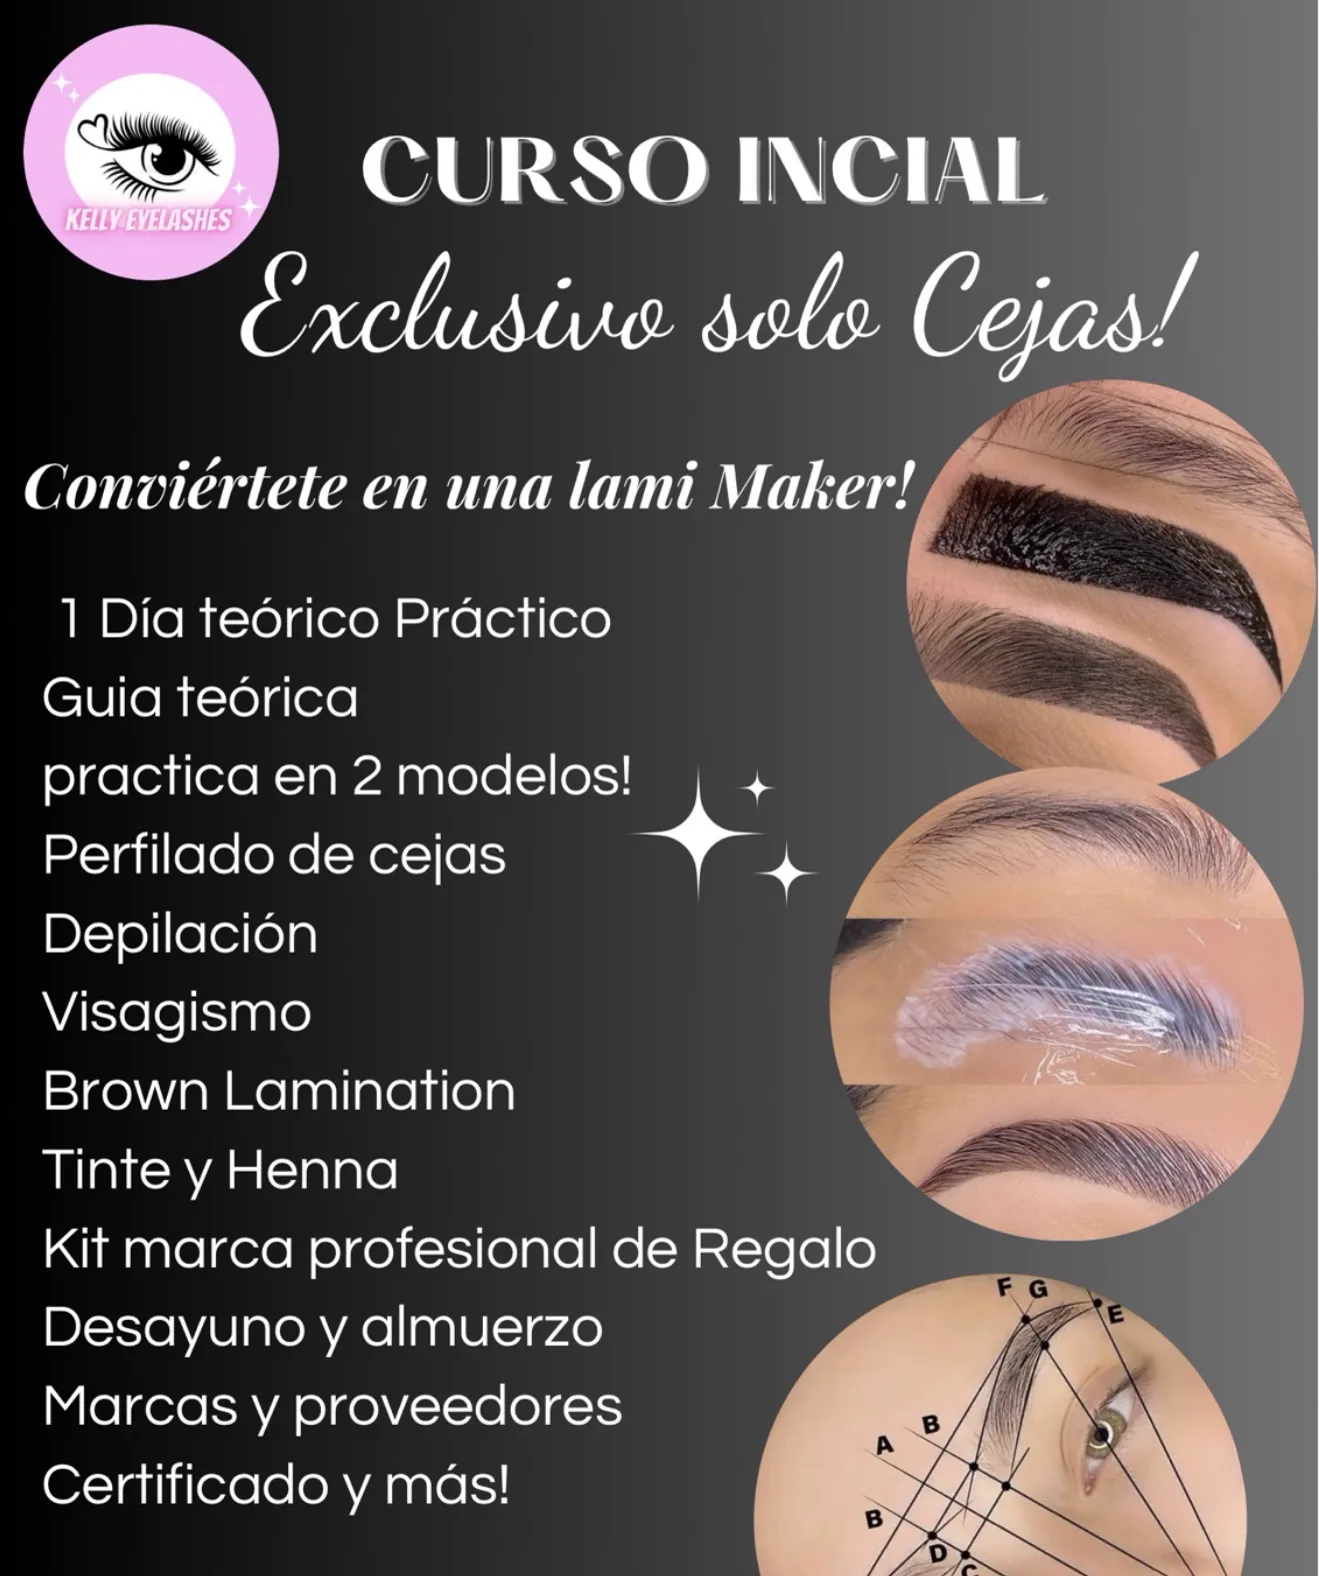 KELLY EYELASHES
CURSO INCIAL
Exclusivo solo Cejas!
Conviértete en una lami Maker!
1 Día teórico Práctico
Guia teórica
practica en 2 modelos!
Perfilado de cejas
Depilación
Visagismo
Brown Lamination
Tinte y Henna
Kit marca profesional de Regalo
Desayuno y almuerzo
Marcas y proveedores
Certificado y más!
F G
E
B
A
B
D
C